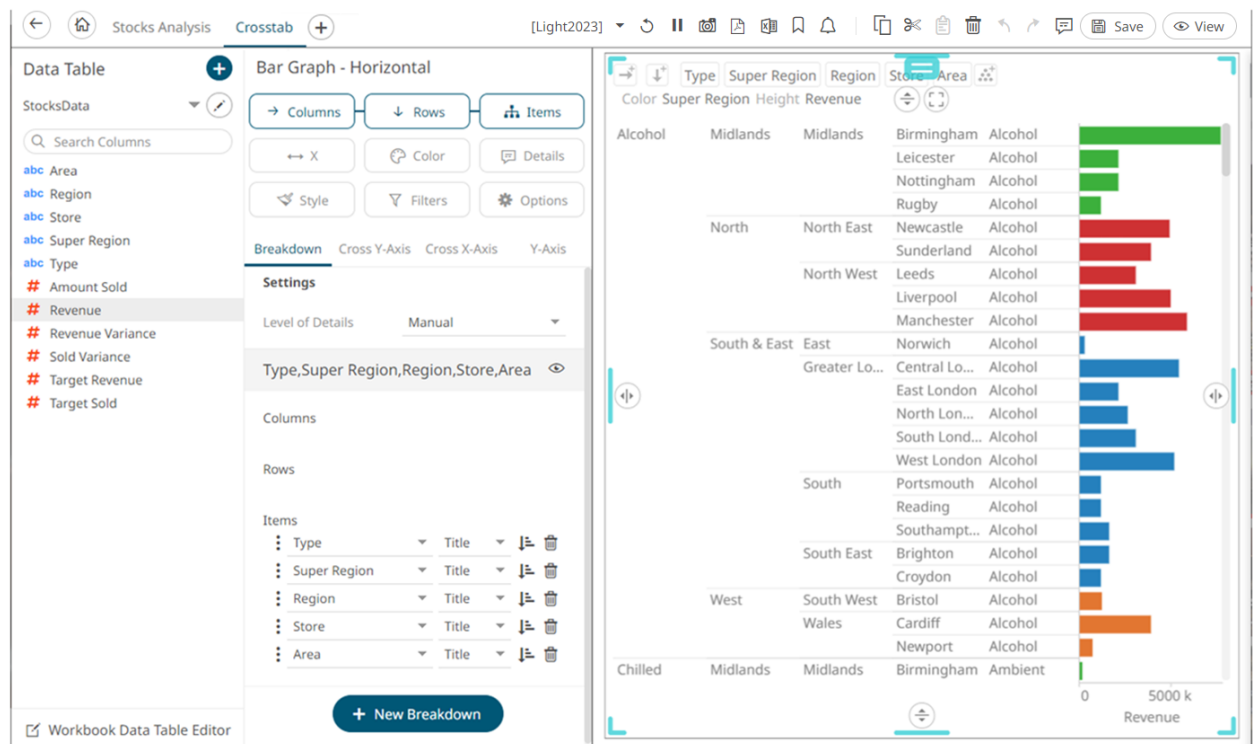 Stocks Analysis Crosstab [Light2023] Save View
Data Table
StocksData
Search Columns
abc Area
abc Region
abc Store
abc Super Region
abc Type
# Amount Sold
# Revenue
# Revenue Variance
# Sold Variance
# Target Revenue
# Target Sold
Workbook Data Table Editor
Bar Graph - Horizontal
Columns Rows Items
X Color Details
Style Filters Options
Breakdown Cross Y-Axis Cross X-Axis Y-Axis
Settings
Level of Details Manual
Type,Super Region,Region,Store,Area
Columns
Rows
Items
Type Title
Super Region Title
Region Title
Store Title
Area Title
+ New Breakdown
Type Super Region Region Store Area
Color Super Region Height Revenue
Alcohol Midlands Midlands Birmingham Alcohol
Leicester Alcohol
Nottingham Alcohol
Rugby Alcohol
North North East Newcastle Alcohol
Sunderland Alcohol
North West Leeds Alcohol
Liverpool Alcohol
Manchester Alcohol
South & East East Norwich Alcohol
Greater Lo... Central Lo... Alcohol
East London Alcohol
North Lon... Alcohol
South Lond... Alcohol
West London Alcohol
South Portsmouth Alcohol
Reading Alcohol
Southampt... Alcohol
South East Brighton Alcohol
Croydon Alcohol
West South West Bristol Alcohol
Wales Cardiff Alcohol
Newport Alcohol
Chilled Midlands Midlands Birmingham Ambient
0 5000 k
Revenue